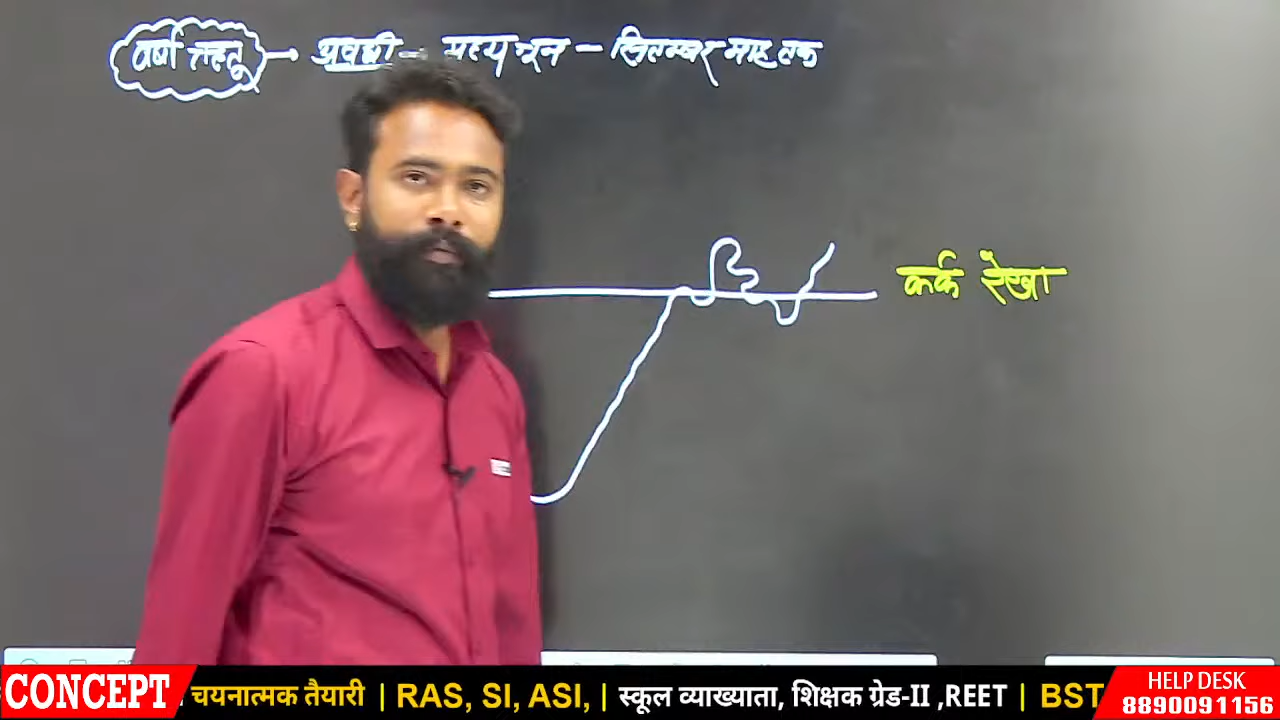 वर्षा ऋतु → अवधी - मध्य जून - सितम्बर माह तक
कर्क रेखा
CONCEPT चयनात्मक तैयारी | RAS, SI, ASI, | स्कूल व्याख्याता, शिक्षक ग्रेड-II ,REET | BST
HELP DESK
8890091156